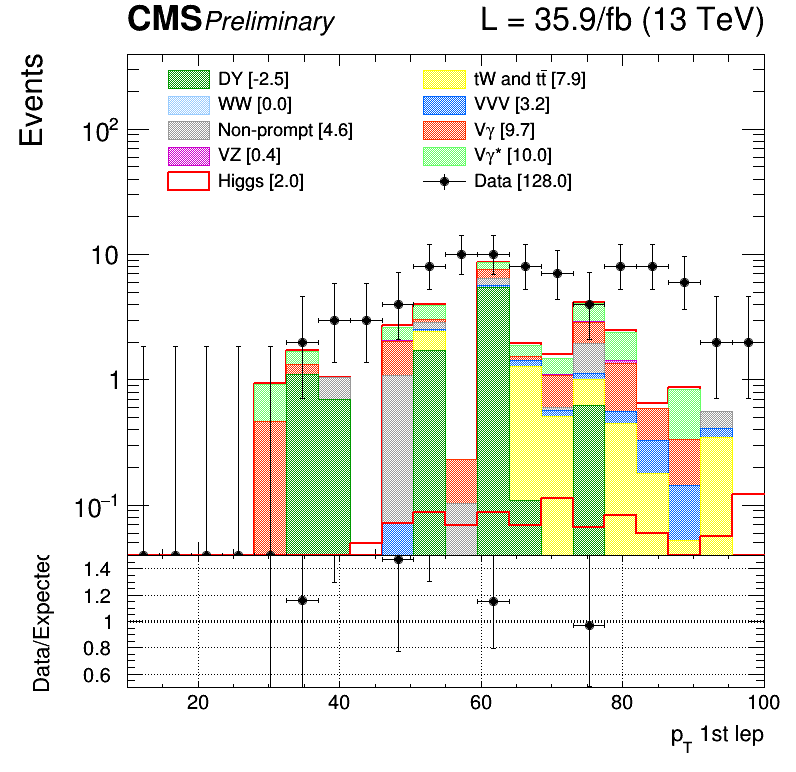 CMS Preliminary L = 35.9/fb (13 TeV)
Events
DY [-2.5]
tW and tt̄ [7.9]
WW [0.0]
VVV [3.2]
Non-prompt [4.6]
Vγ [9.7]
VZ [0.4]
Vγ* [10.0]
Higgs [2.0]
Data [128.0]
10²
10
1
10⁻¹
Data/Expected
1.4
1.2
1
0.8
0.6
20 40 60 80 100
p_T 1st lep